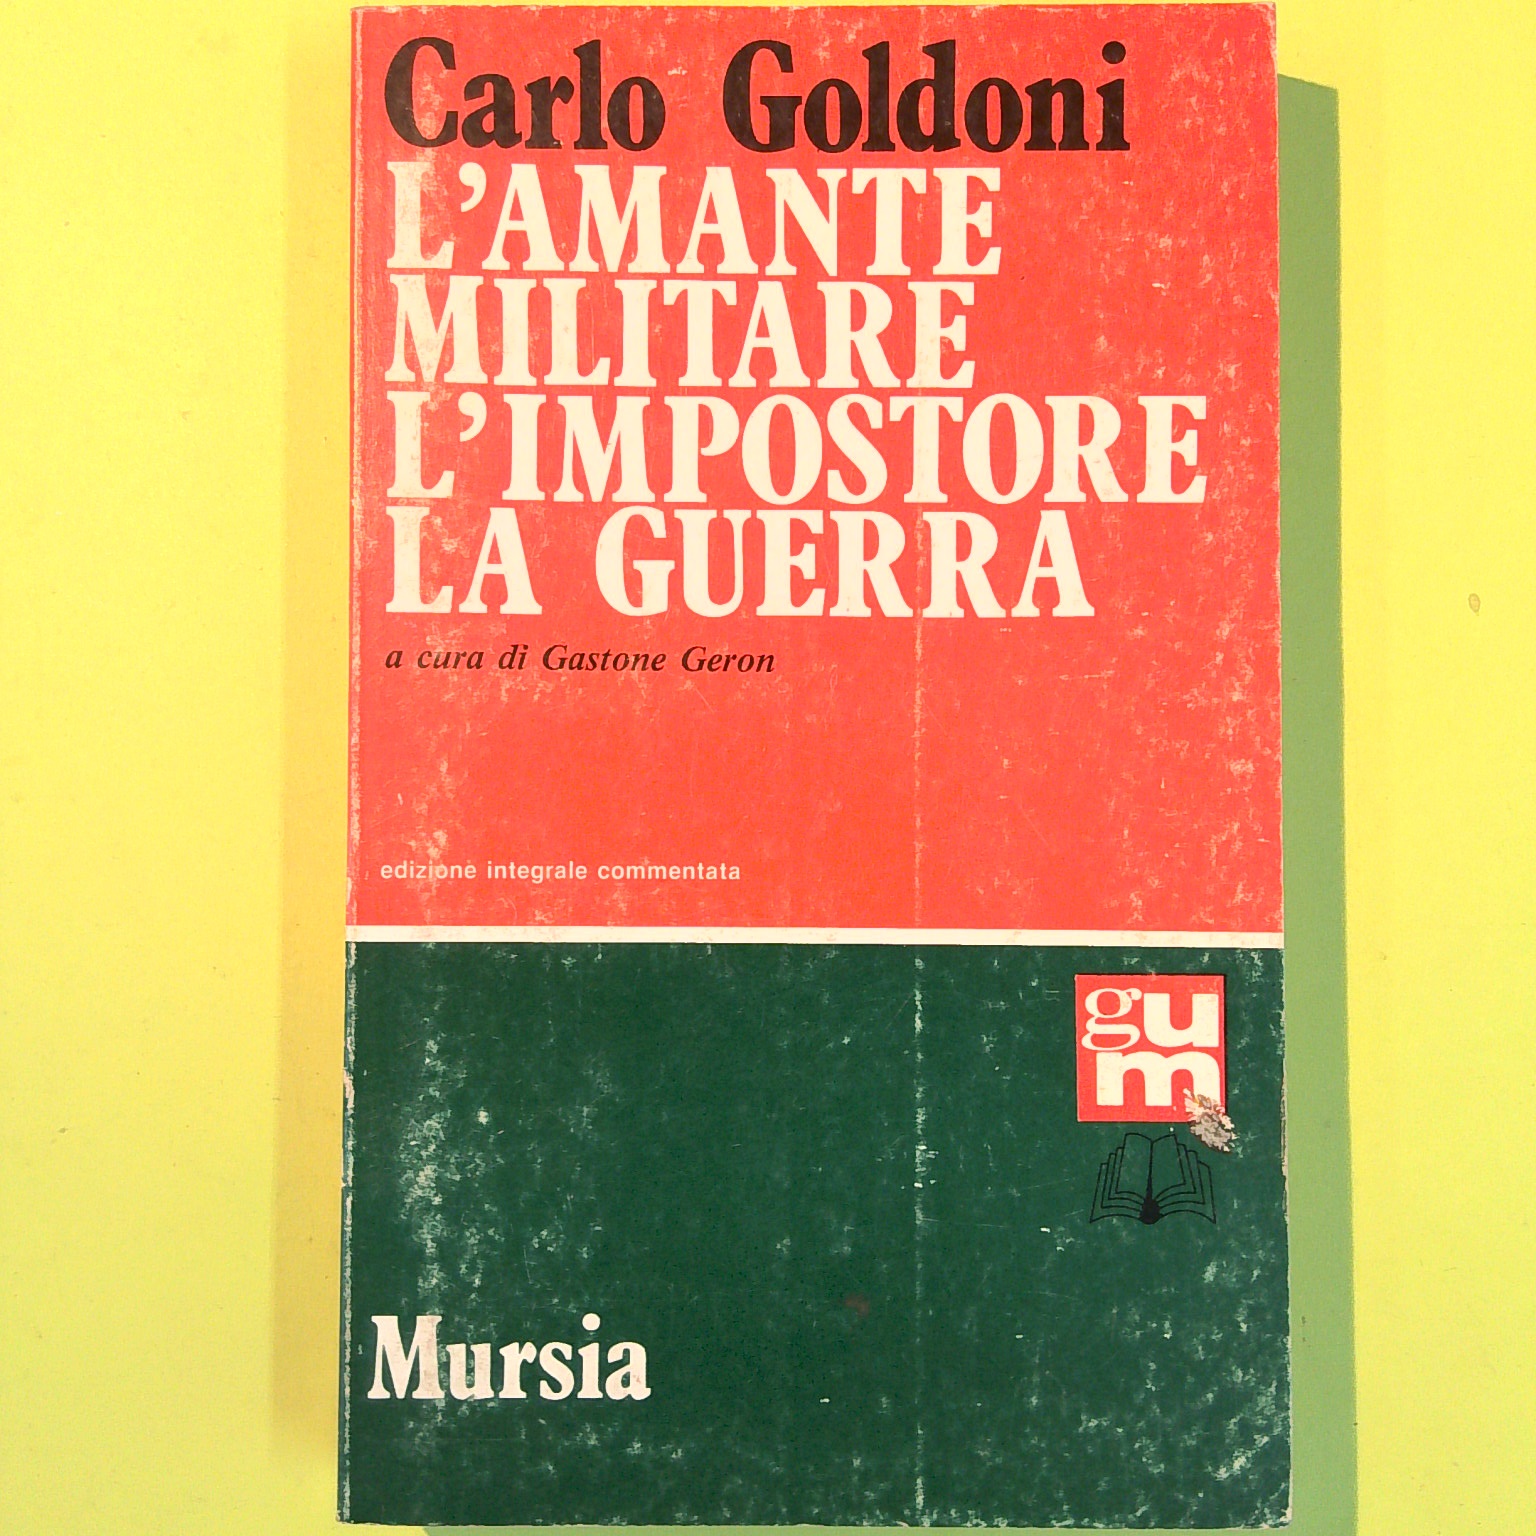 Carlo Goldoni
L'AMANTE
MILITARE
L'IMPOSTORE
LA GUERRA
a cura di Gastone Geron
edizione integrale commentata
gu
m
Mursia